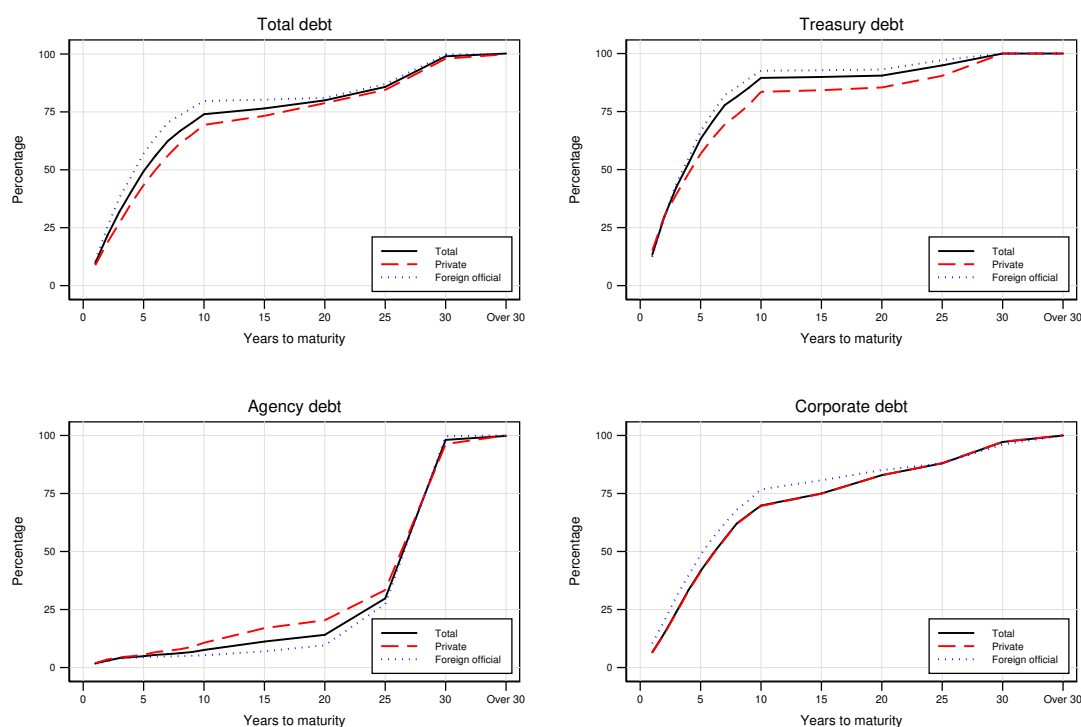 Total debt
Percentage
100
75
50
25
0
Total
Private
Foreign official
0 5 10 15 20 25 30 Over 30
Years to maturity
Treasury debt
Percentage
100
75
50
25
0
Total
Private
Foreign official
0 5 10 15 20 25 30 Over 30
Years to maturity
Agency debt
Percentage
100
75
50
25
0
Total
Private
Foreign official
0 5 10 15 20 25 30 Over 30
Years to maturity
Corporate debt
Percentage
100
75
50
25
0
Total
Private
Foreign official
0 5 10 15 20 25 30 Over 30
Years to maturity